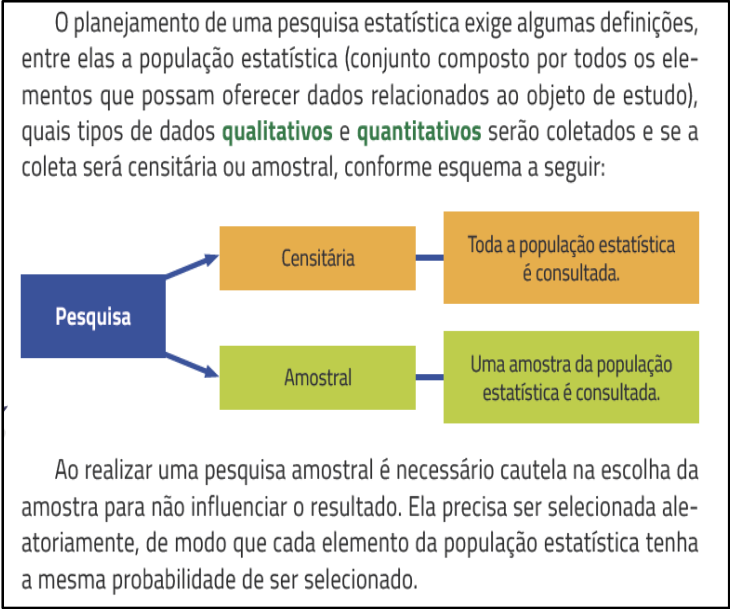 O planejamento de uma pesquisa estatística exige algumas definições,
entre elas a população estatística (conjunto composto por todos os ele-
mentos que possam oferecer dados relacionados ao objeto de estudo),
quais tipos de dados qualitativos e quantitativos serão coletados e se a
coleta será censitária ou amostral, conforme esquema a seguir:
Pesquisa
Censitária
Toda a população estatística
é consultada.
Amostral
Uma amostra da população
estatística é consultada.
Ao realizar uma pesquisa amostral é necessário cautela na escolha da
amostra para não influenciar o resultado. Ela precisa ser selecionada ale-
atoriamente, de modo que cada elemento da população estatística tenha
a mesma probabilidade de ser selecionado.